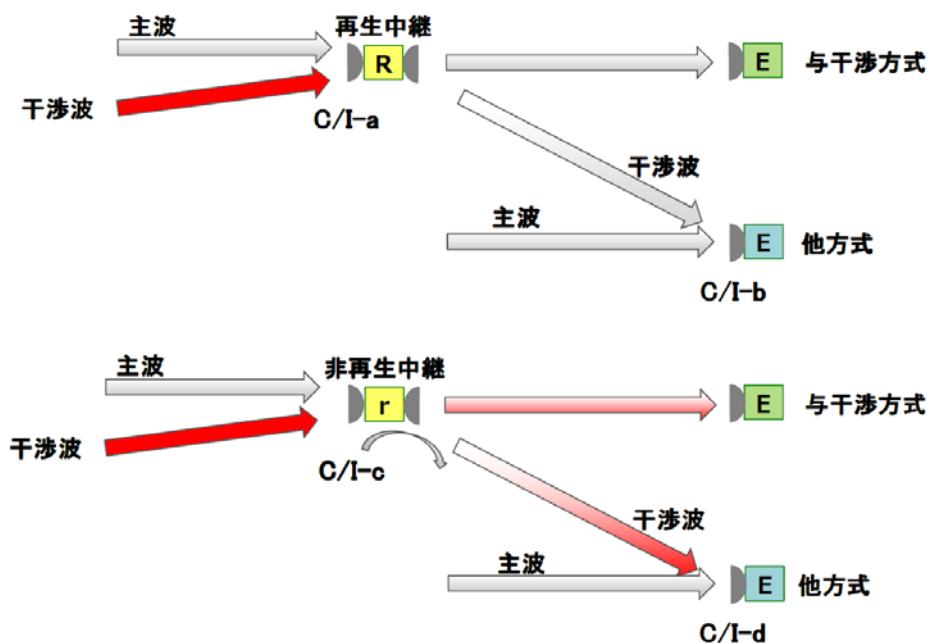 主波
再生中継
R
E
与干渉方式
干渉波
C/I-a
干渉波
主波
E
他方式
C/I-b
主波
非再生中継
r
E
与干渉方式
干渉波
C/I-c
干渉波
主波
E
他方式
C/I-d